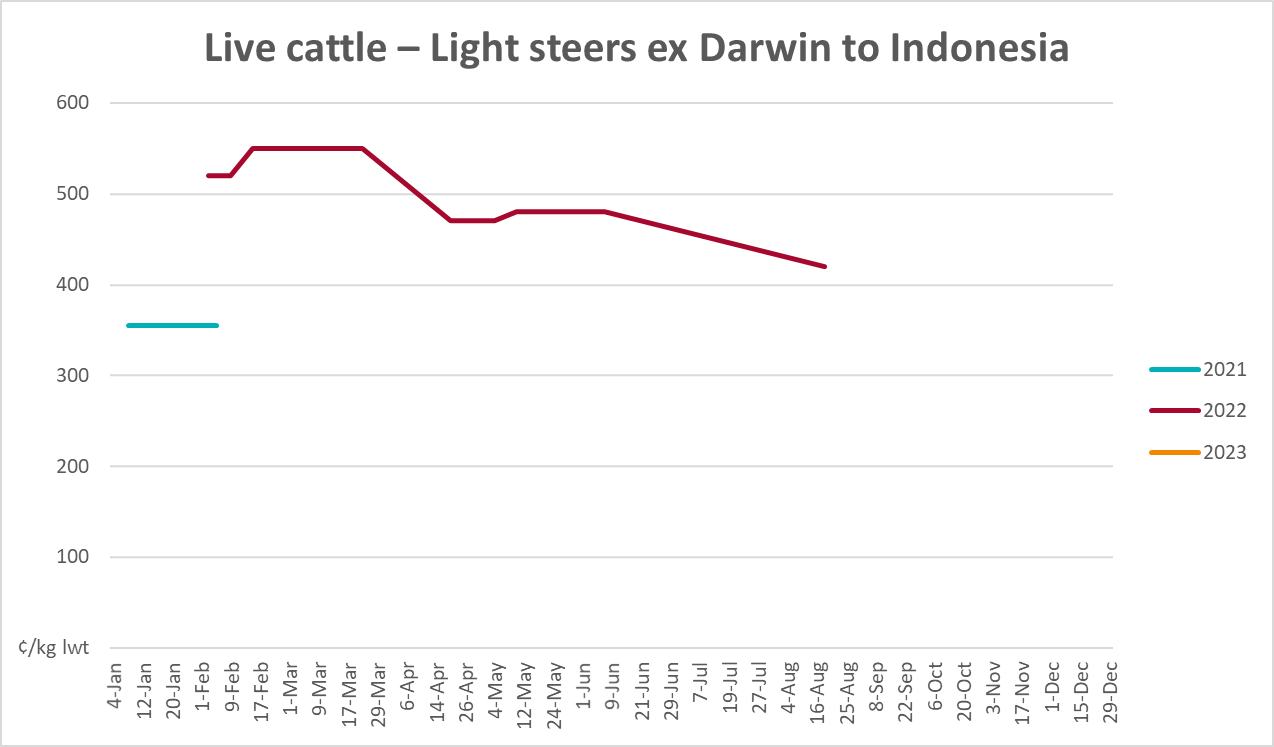 Live cattle – Light steers ex Darwin to Indonesia
600
500
400
300
200
100
¢/kg lwt
4-Jan
12-Jan
20-Jan
1-Feb
9-Feb
17-Feb
1-Mar
9-Mar
17-Mar
29-Mar
6-Apr
14-Apr
26-Apr
4-May
12-May
24-May
1-Jun
9-Jun
21-Jun
29-Jun
7-Jul
19-Jul
27-Jul
4-Aug
16-Aug
25-Aug
8-Sep
22-Sep
6-Oct
20-Oct
3-Nov
17-Nov
1-Dec
15-Dec
29-Dec
2021
2022
2023